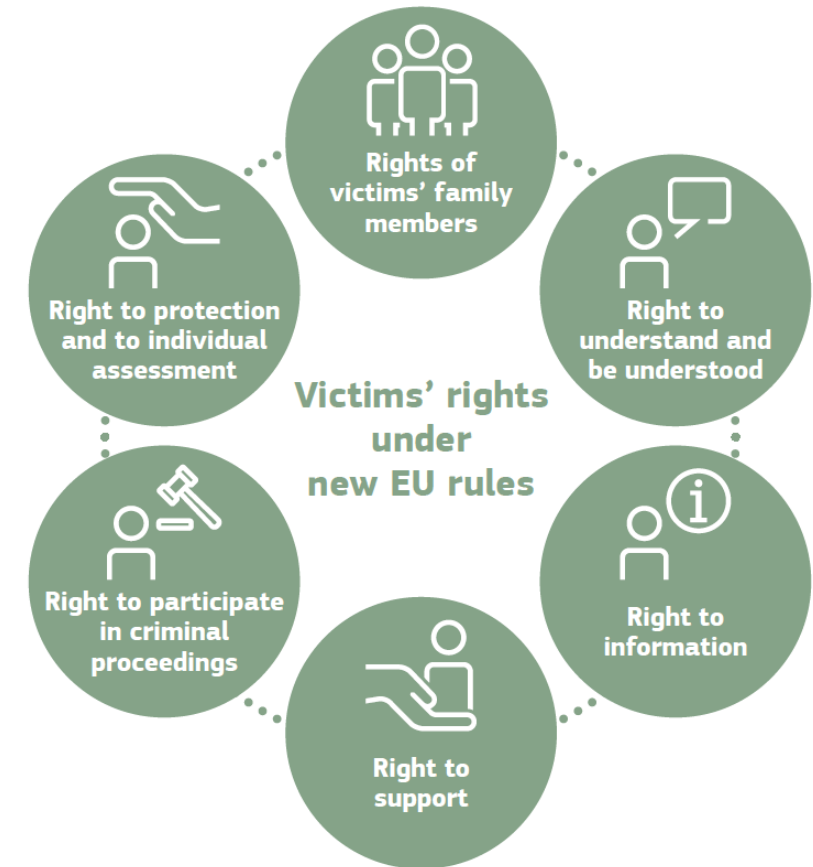 Rights of
victims’ family
members
Right to
understand and
be understood
Right to
information
Right to
support
Right to participate
in criminal
proceedings
Right to protection
and to individual
assessment
Victims’ rights
under
new EU rules
i